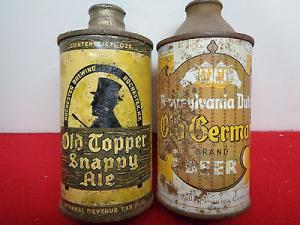 CONTENTS 12 FL. OZS.
ROCHESTER BREWING
ROCHESTER, N.Y.
Old Topper
Snappy
Ale
INTERNAL REVENUE TAX PAID
Pennsylvania Dutch
Old German
BRAND
BEER